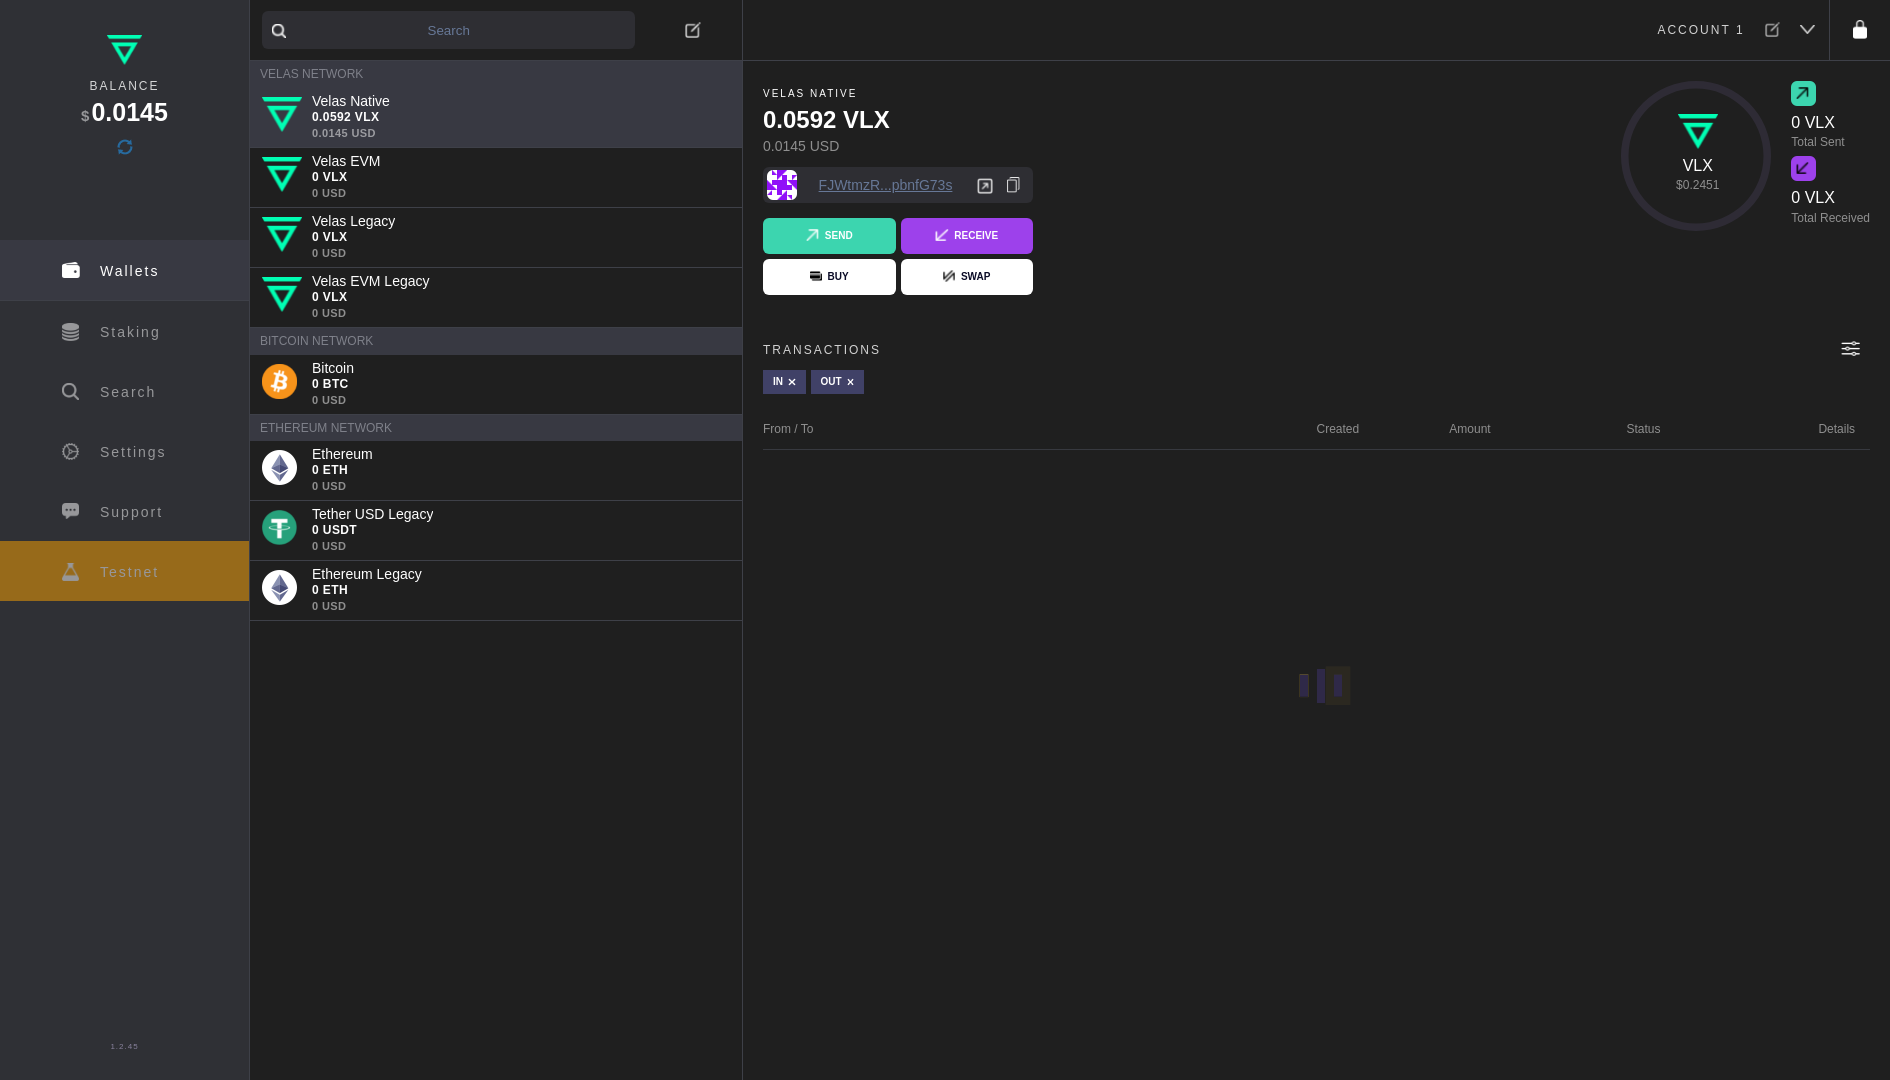 BALANCE
$0.0145
Wallets
Staking
Search
Settings
Support
Testnet
1.2.45
Search
VELAS NETWORK
Velas Native
0.0592 VLX
0.0145 USD
Velas EVM
0 VLX
0 USD
Velas Legacy
0 VLX
0 USD
Velas EVM Legacy
0 VLX
0 USD
BITCOIN NETWORK
Bitcoin
0 BTC
0 USD
ETHEREUM NETWORK
Ethereum
0 ETH
0 USD
Tether USD Legacy
0 USDT
0 USD
Ethereum Legacy
0 ETH
0 USD
ACCOUNT 1
VELAS NATIVE
0.0592 VLX
0.0145 USD
FJWtmzR...pbnfG73s
SEND
RECEIVE
BUY
SWAP
VLX
$0.2451
0 VLX
Total Sent
0 VLX
Total Received
TRANSACTIONS
IN ×
OUT ×
From / To Created Amount Status Details